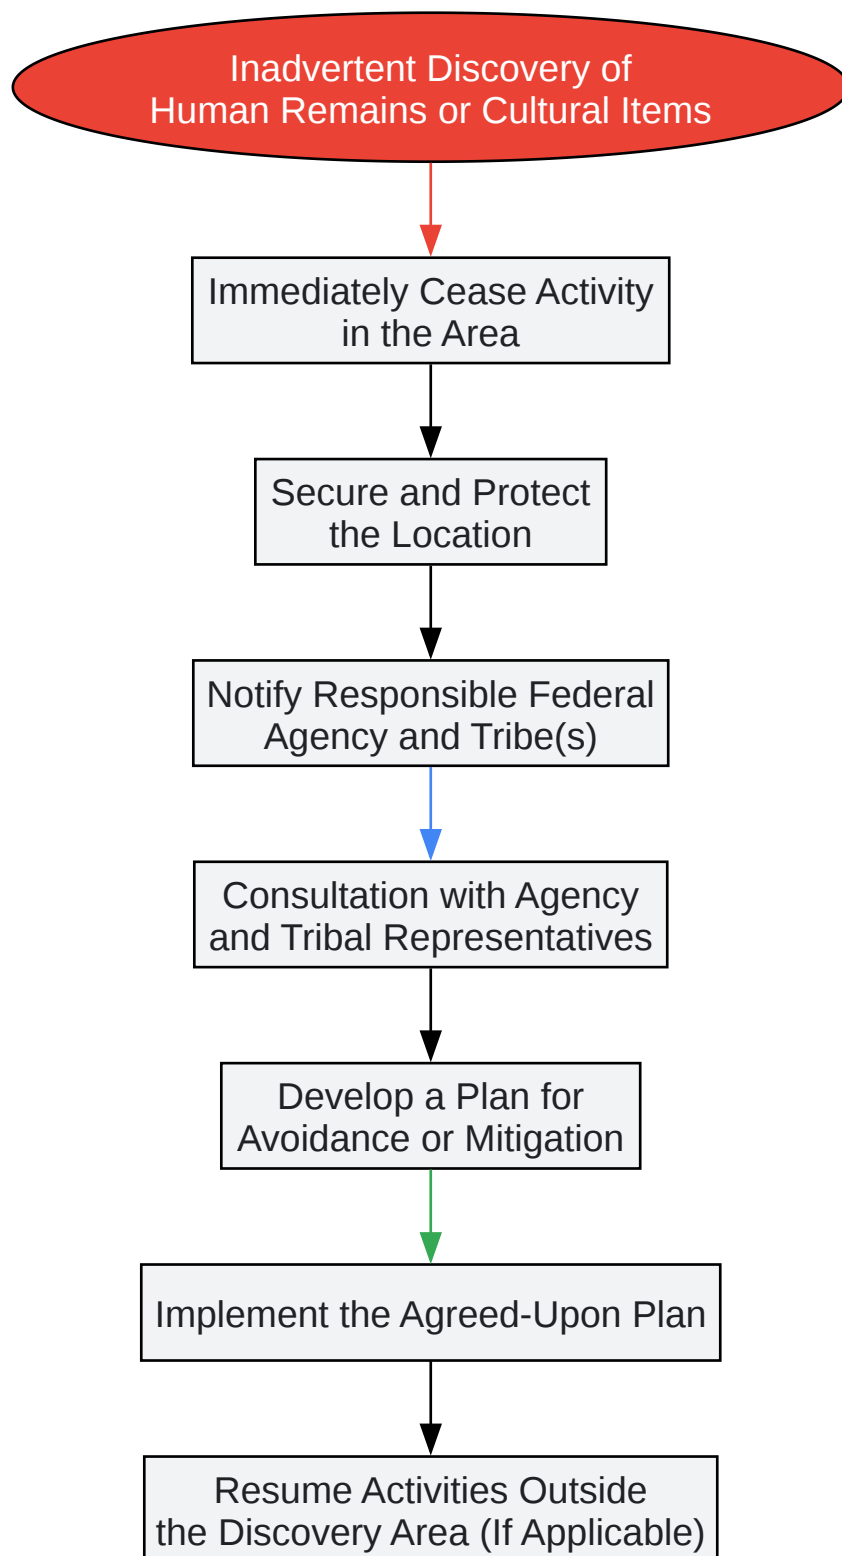 Inadvertent Discovery of
Human Remains or Cultural Items
Immediately Cease Activity
in the Area
Secure and Protect
the Location
Notify Responsible Federal
Agency and Tribe(s)
Consultation with Agency
and Tribal Representatives
Develop a Plan for
Avoidance or Mitigation
Implement the Agreed-Upon Plan
Resume Activities Outside
the Discovery Area (If Applicable)